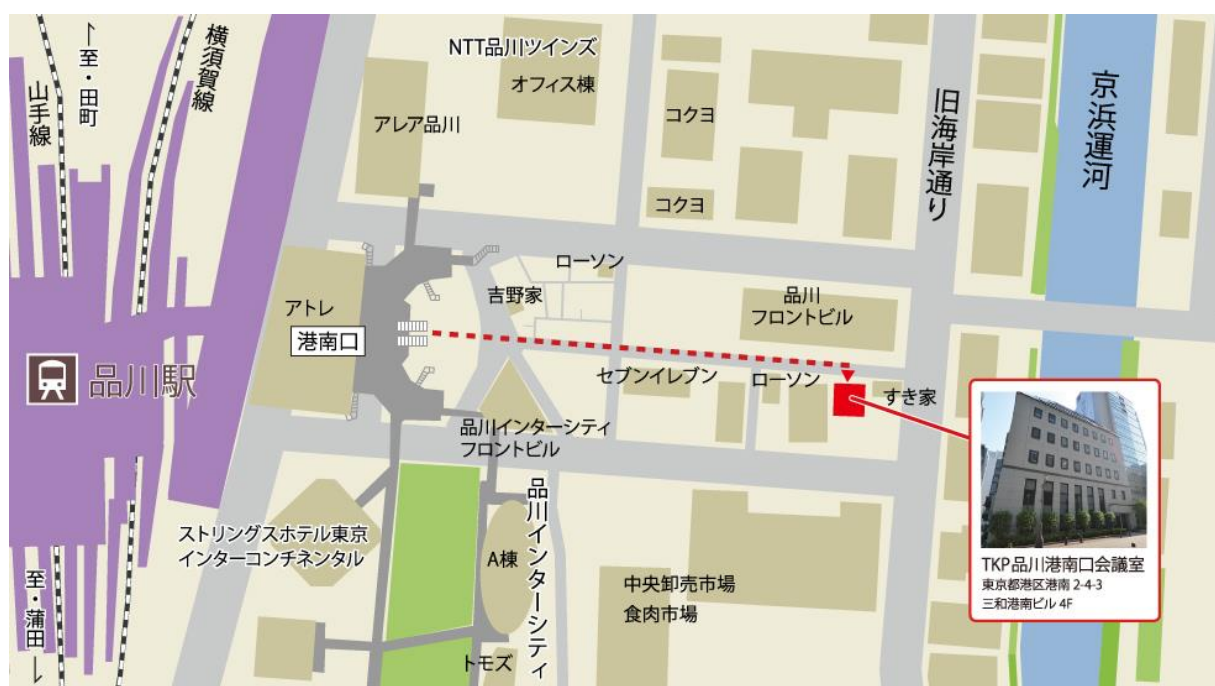 ↑至・田町
山手線
横須賀線
NTT品川ツインズ
オフィス棟
アレア品川
コクヨ
コクヨ
旧海岸通り
京浜運河
ローソン
吉野家
アトレ
港南口
品川
フロントビル
品川駅
セブンイレブン
ローソン
すき家
品川インターシティ
フロントビル
品川インターシティ
A棟
ストリングスホテル東京
インターコンチネンタル
中央卸売市場
食肉市場
トモズ
至・蒲田↓
TKP品川港南口会議室
東京都港区港南 2-4-3
三和港南ビル 4F